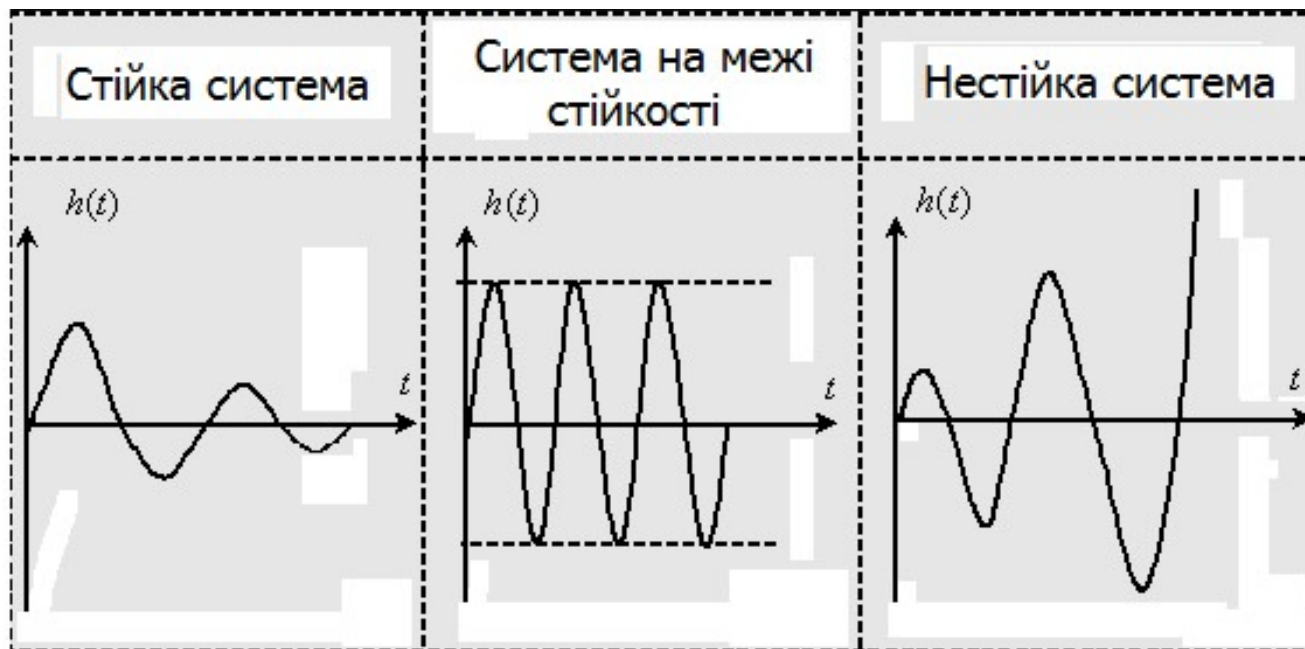 Стійка система
Система на межі
стійкості
Нестійка система
h(t)
h(t)
h(t)
t
t
t